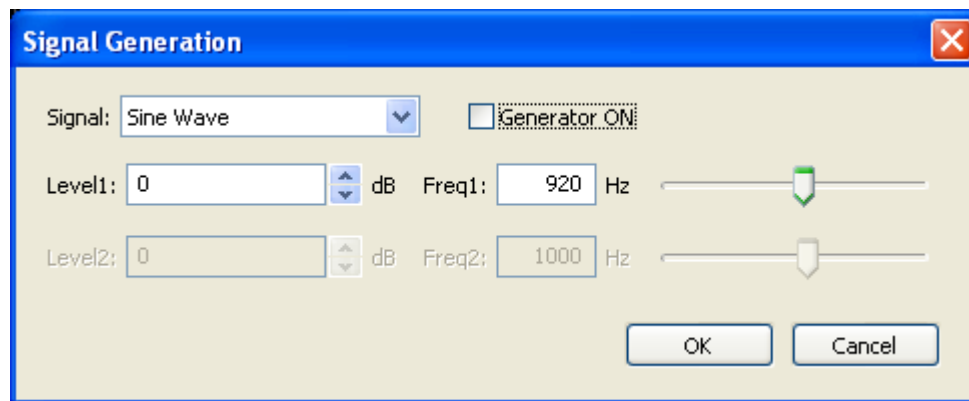 Signal Generation
Signal: Sine Wave Generator ON
Level1: 0 dB Freq1: 920 Hz
Level2: 0 dB Freq2: 1000 Hz
OK Cancel